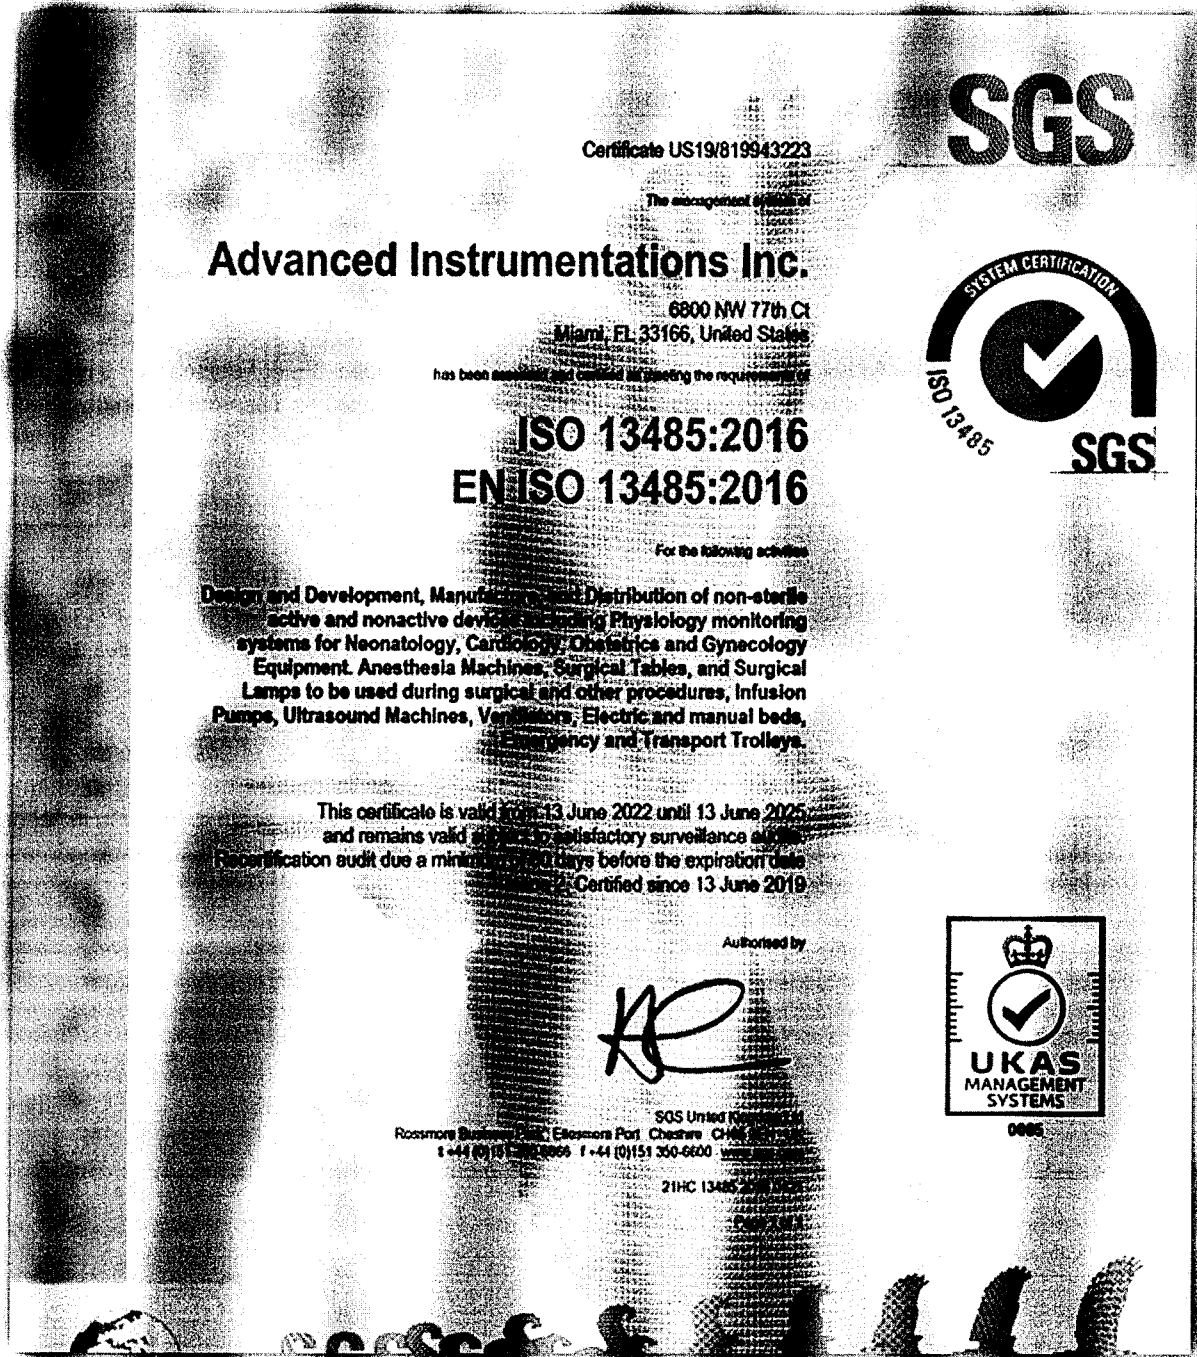 SGS
Certificate US19/819943223
The management system of
Advanced Instrumentations Inc.
6800 NW 77th Ct
Miami, FL 33166, United States
has been assessed and certified as meeting the requirements of
ISO 13485:2016
EN ISO 13485:2016
SYSTEM CERTIFICATION
ISO 13485
SGS
For the following activities
Design and Development, Manufacture, and Distribution of non-sterile
active and nonactive devices including Physiology monitoring
systems for Neonatology, Cardiology, Obstetrics and Gynecology
Equipment. Anesthesia Machines, Surgical Tables, and Surgical
Lamps to be used during surgical and other procedures, Infusion
Pumps, Ultrasound Machines, Ventilators, Electric and manual beds,
Emergency and Transport Trolleys.
This certificate is valid from 13 June 2022 until 13 June 2025
and remains valid subject to satisfactory surveillance audits.
Recertification audit due a minimum of days before the expiration date
Certified since 13 June 2019
Authorised by
SGS United Kingdom Ltd
Rossmore Business Park Ellesmere Port Cheshire
f +44 (0)151 350-6600
21HC 13485
UKAS
MANAGEMENT
SYSTEMS
0005